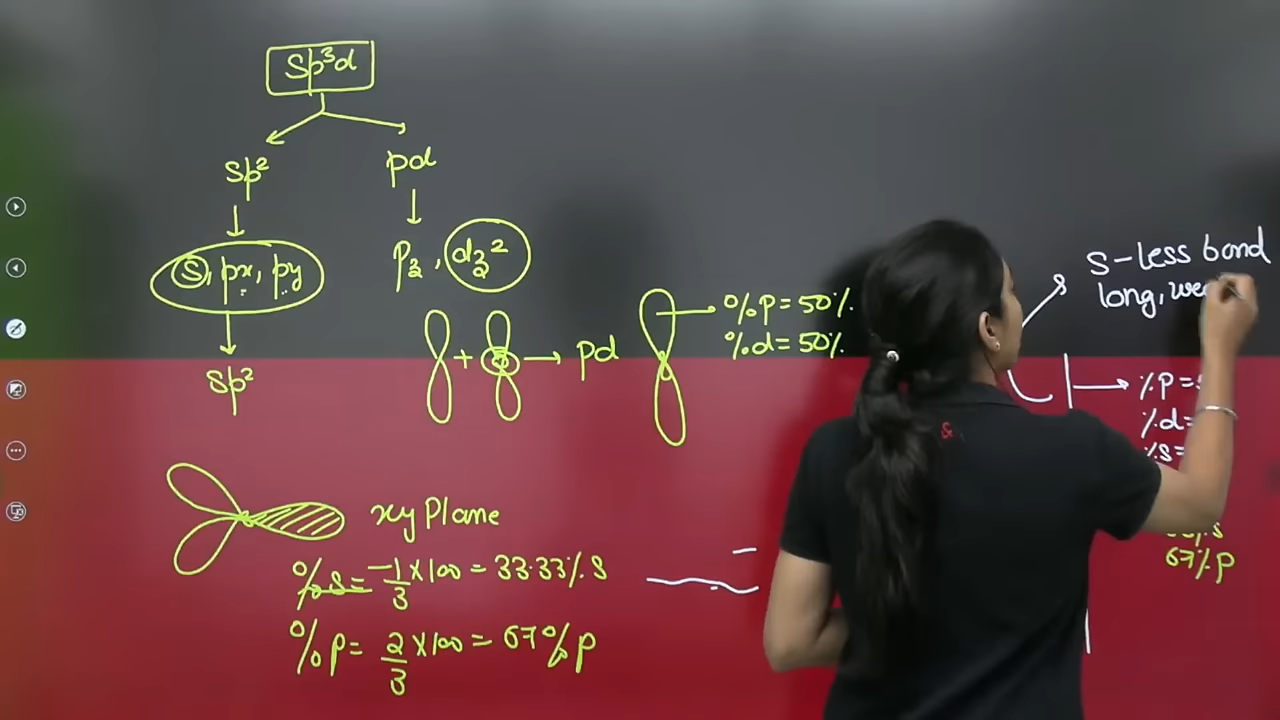 sp³d
sp² pd
s, px, py
pz, dz²
sp²
+ → pd
%p = 50%
%d = 50%
xy Plane
%s = 1/3 × 100 = 33.33% s
%p = 2/3 × 100 = 67% p
S-less bond
long,
%p =
%d =
%s =
67% p